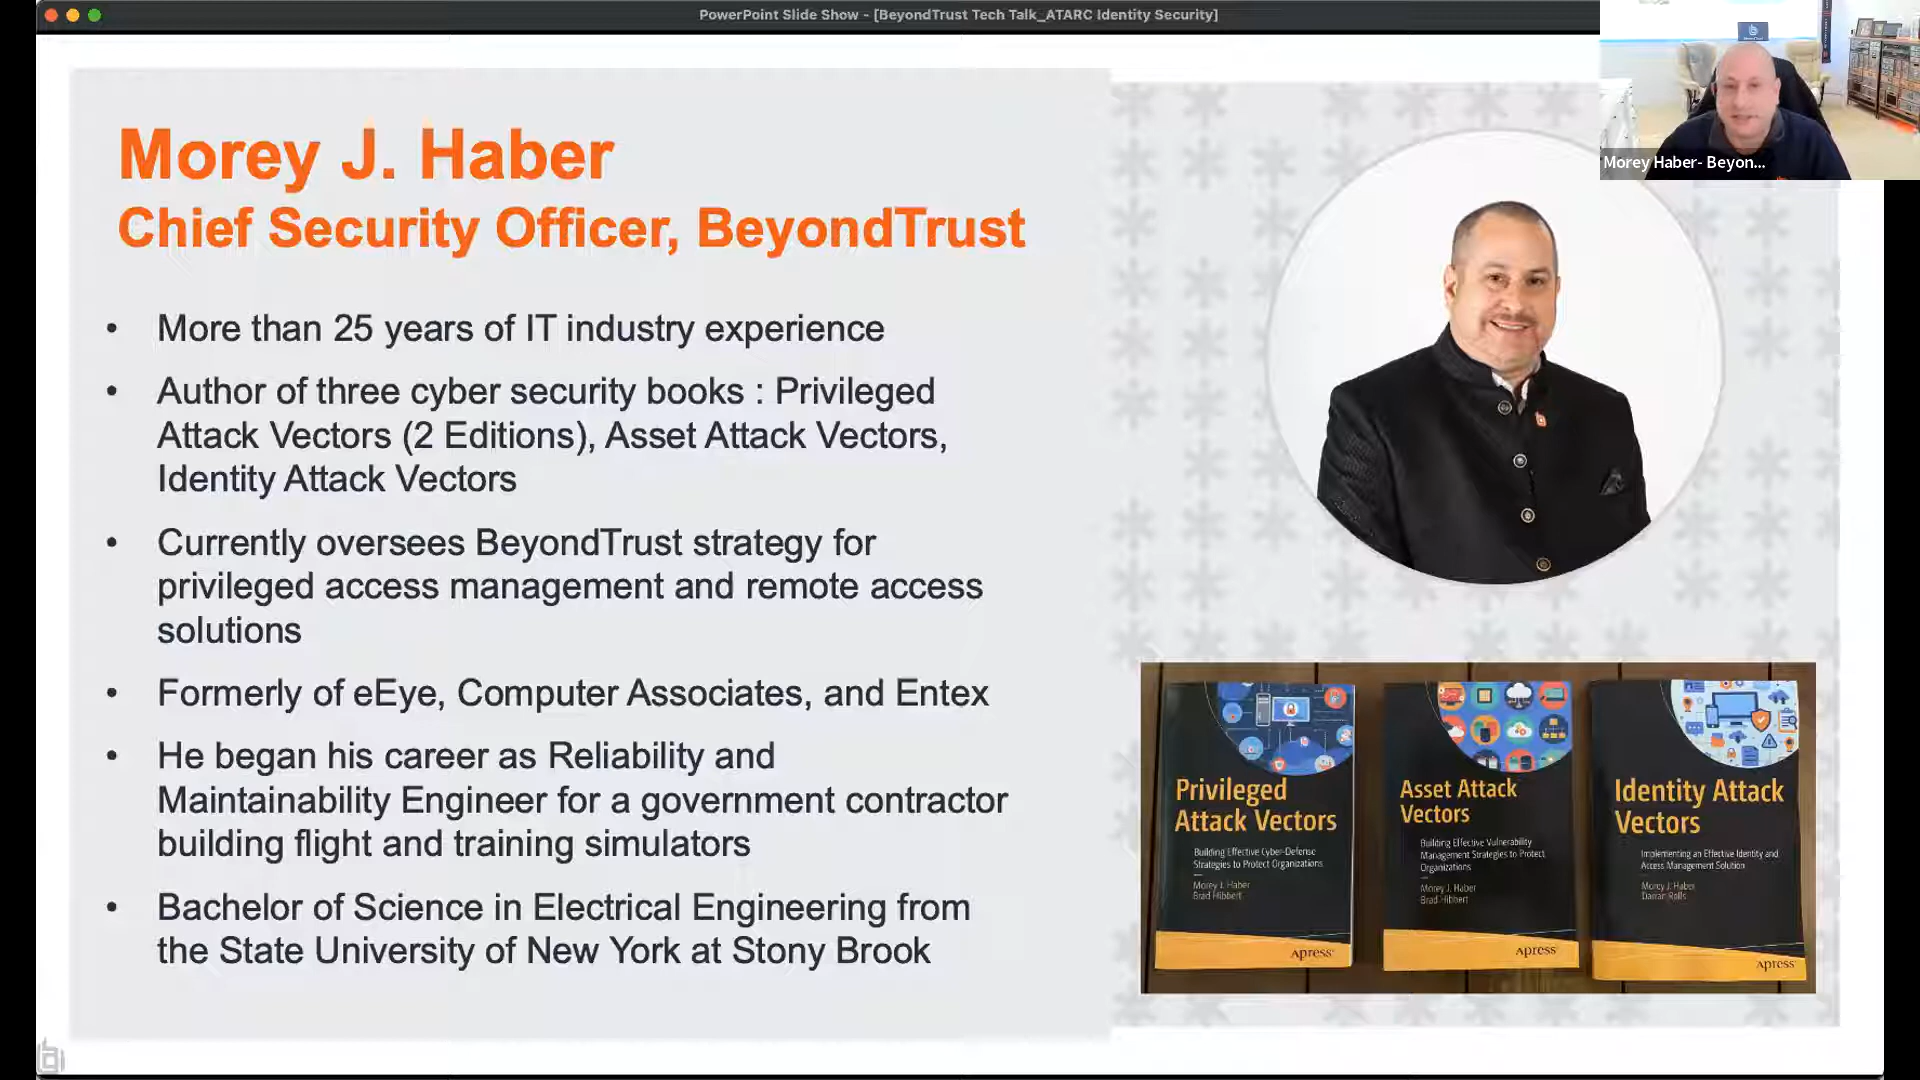 PowerPoint Slide Show - [BeyondTrust Tech Talk_ATARC Identity Security]
Morey Haber- Beyon...
Morey J. Haber
Chief Security Officer, BeyondTrust
• More than 25 years of IT industry experience
• Author of three cyber security books : Privileged
Attack Vectors (2 Editions), Asset Attack Vectors,
Identity Attack Vectors
• Currently oversees BeyondTrust strategy for
privileged access management and remote access
solutions
• Formerly of eEye, Computer Associates, and Entex
• He began his career as Reliability and
Maintainability Engineer for a government contractor
building flight and training simulators
• Bachelor of Science in Electrical Engineering from
the State University of New York at Stony Brook
Privileged
Attack Vectors
Building Effective Cyber-Defense
Strategies to Protect Organizations
Morey J. Haber
Brad Hibbert
Apress®
Asset Attack
Vectors
Building Effective Vulnerability
Management Strategies to Protect
Organizations
Morey J. Haber
Brad Hibbert
Apress®
Identity Attack
Vectors
Implementing an Effective Identity and
Access Management Solution
Morey J. Haber
Darran Rolls
Apress®